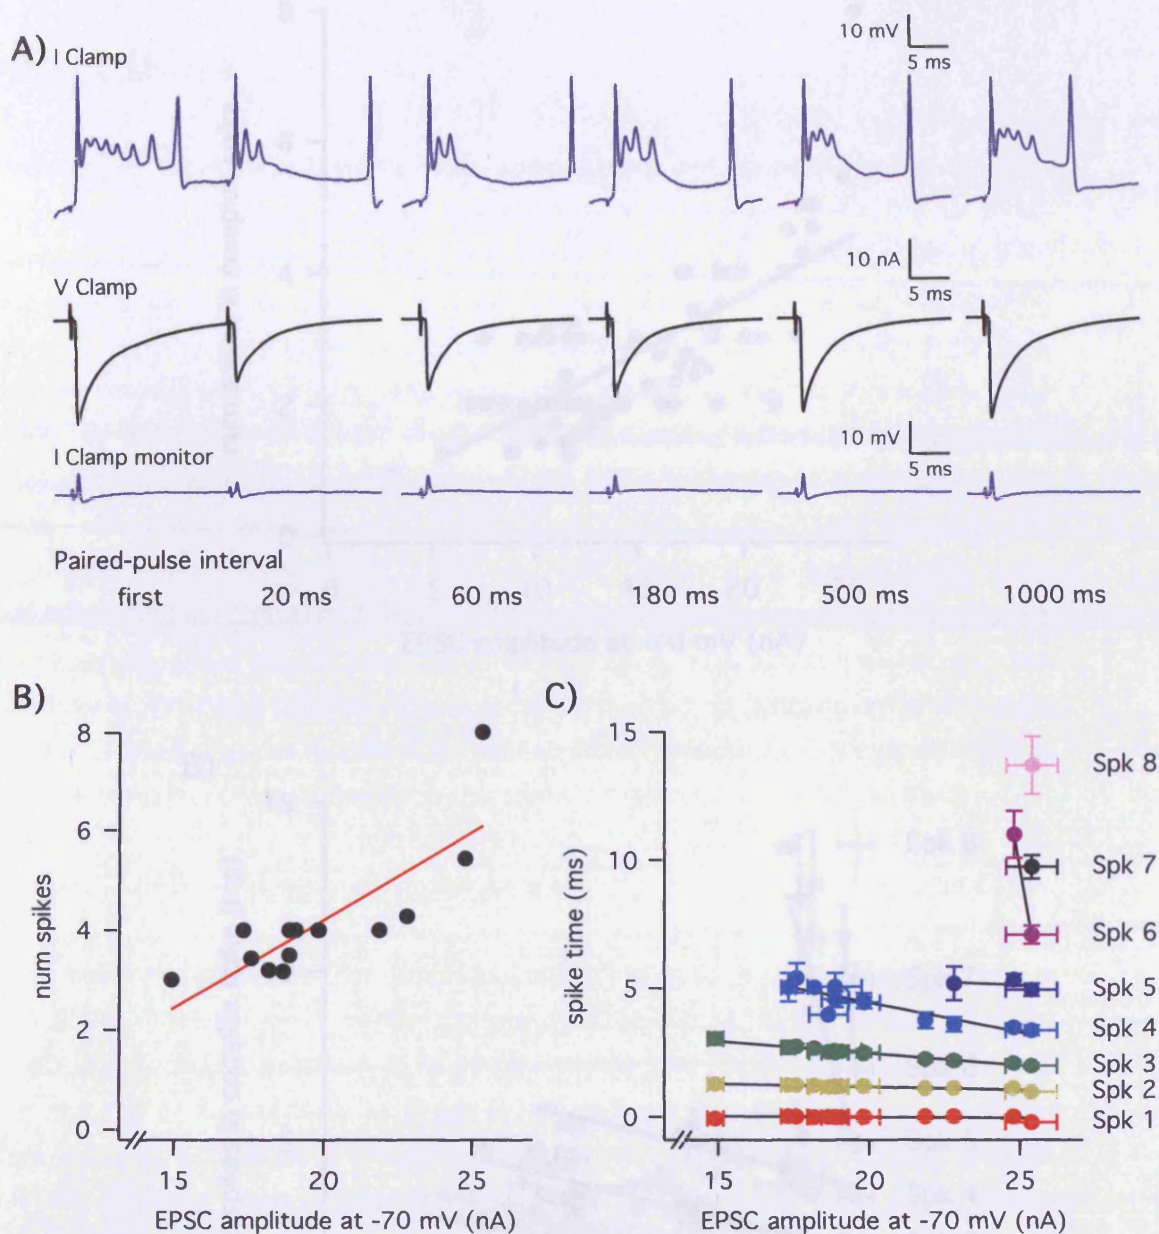 A)
I Clamp
10 mV
5 ms
V Clamp
10 nA
5 ms
I Clamp monitor
10 mV
5 ms
Paired-pulse interval
first 20 ms 60 ms 180 ms 500 ms 1000 ms
B)
8
6
4
2
0
num spikes
15 20 25
EPSC amplitude at -70 mV (nA)
C)
15
10
5
0
spike time (ms)
Spk 8
Spk 7
Spk 6
Spk 5
Spk 4
Spk 3
Spk 2
Spk 1
15 20 25
EPSC amplitude at -70 mV (nA)